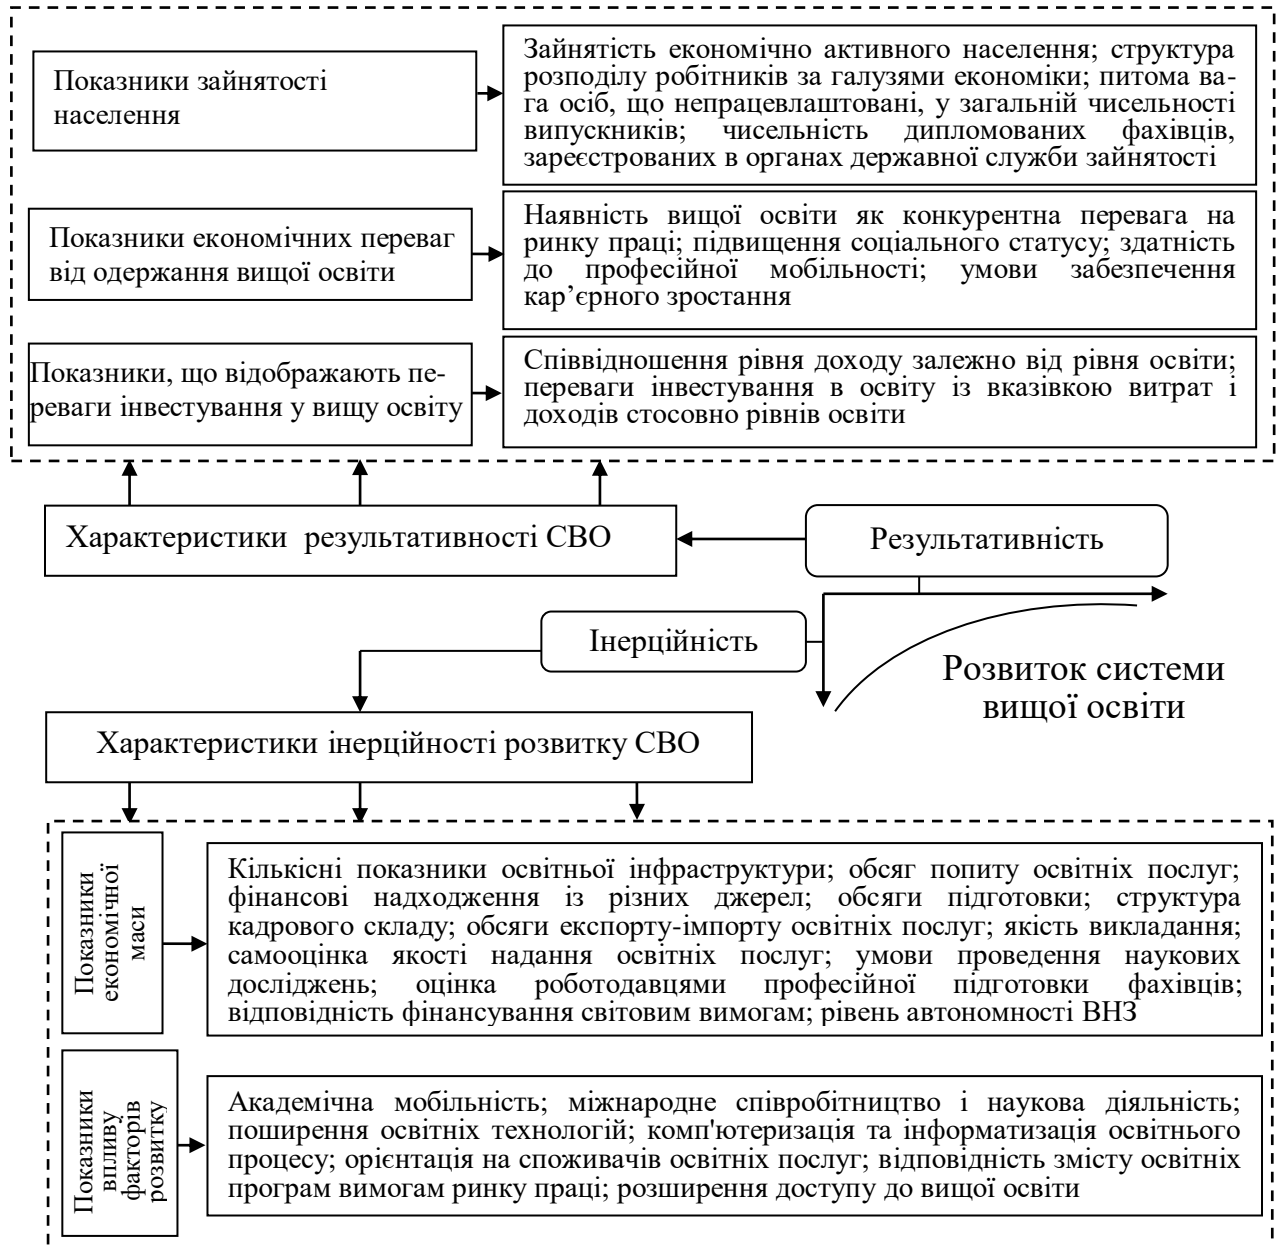 Показники зайнятості
населення
Зайнятість економічно активного населення; структура
розподілу робітників за галузями економіки; питома ва-
га осіб, що непрацевлаштовані, у загальній чисельності
випускників; чисельність дипломованих фахівців,
зареєстрованих в органах державної служби зайнятості
Показники економічних переваг
від одержання вищої освіти
Наявність вищої освіти як конкурентна перевага на
ринку праці; підвищення соціального статусу; здатність
до професійної мобільності; умови забезпечення
кар’єрного зростання
Показники, що відображають пе-
реваги інвестування у вищу освіту
Співвідношення рівня доходу залежно від рівня освіти;
переваги інвестування в освіту із вказівкою витрат і
доходів стосовно рівнів освіти
Характеристики результативності СВО
Результативність
Інерційність
Розвиток системи
вищої освіти
Характеристики інерційності розвитку СВО
Показники
економічної
маси
Кількісні показники освітньої інфраструктури; обсяг попиту освітніх послуг;
фінансові надходження із різних джерел; обсяги підготовки; структура
кадрового складу; обсяги експорту-імпорту освітніх послуг; якість викладання;
самооцінка якості надання освітніх послуг; умови проведення наукових
досліджень; оцінка роботодавцями професійної підготовки фахівців;
відповідність фінансування світовим вимогам; рівень автономності ВНЗ
Показники
впливу
факторів
розвитку
Академічна мобільність; міжнародне співробітництво і наукова діяльність;
поширення освітніх технологій; комп'ютеризація та інформатизація освітнього
процесу; орієнтація на споживачів освітніх послуг; відповідність змісту освітніх
програм вимогам ринку праці; розширення доступу до вищої освіти